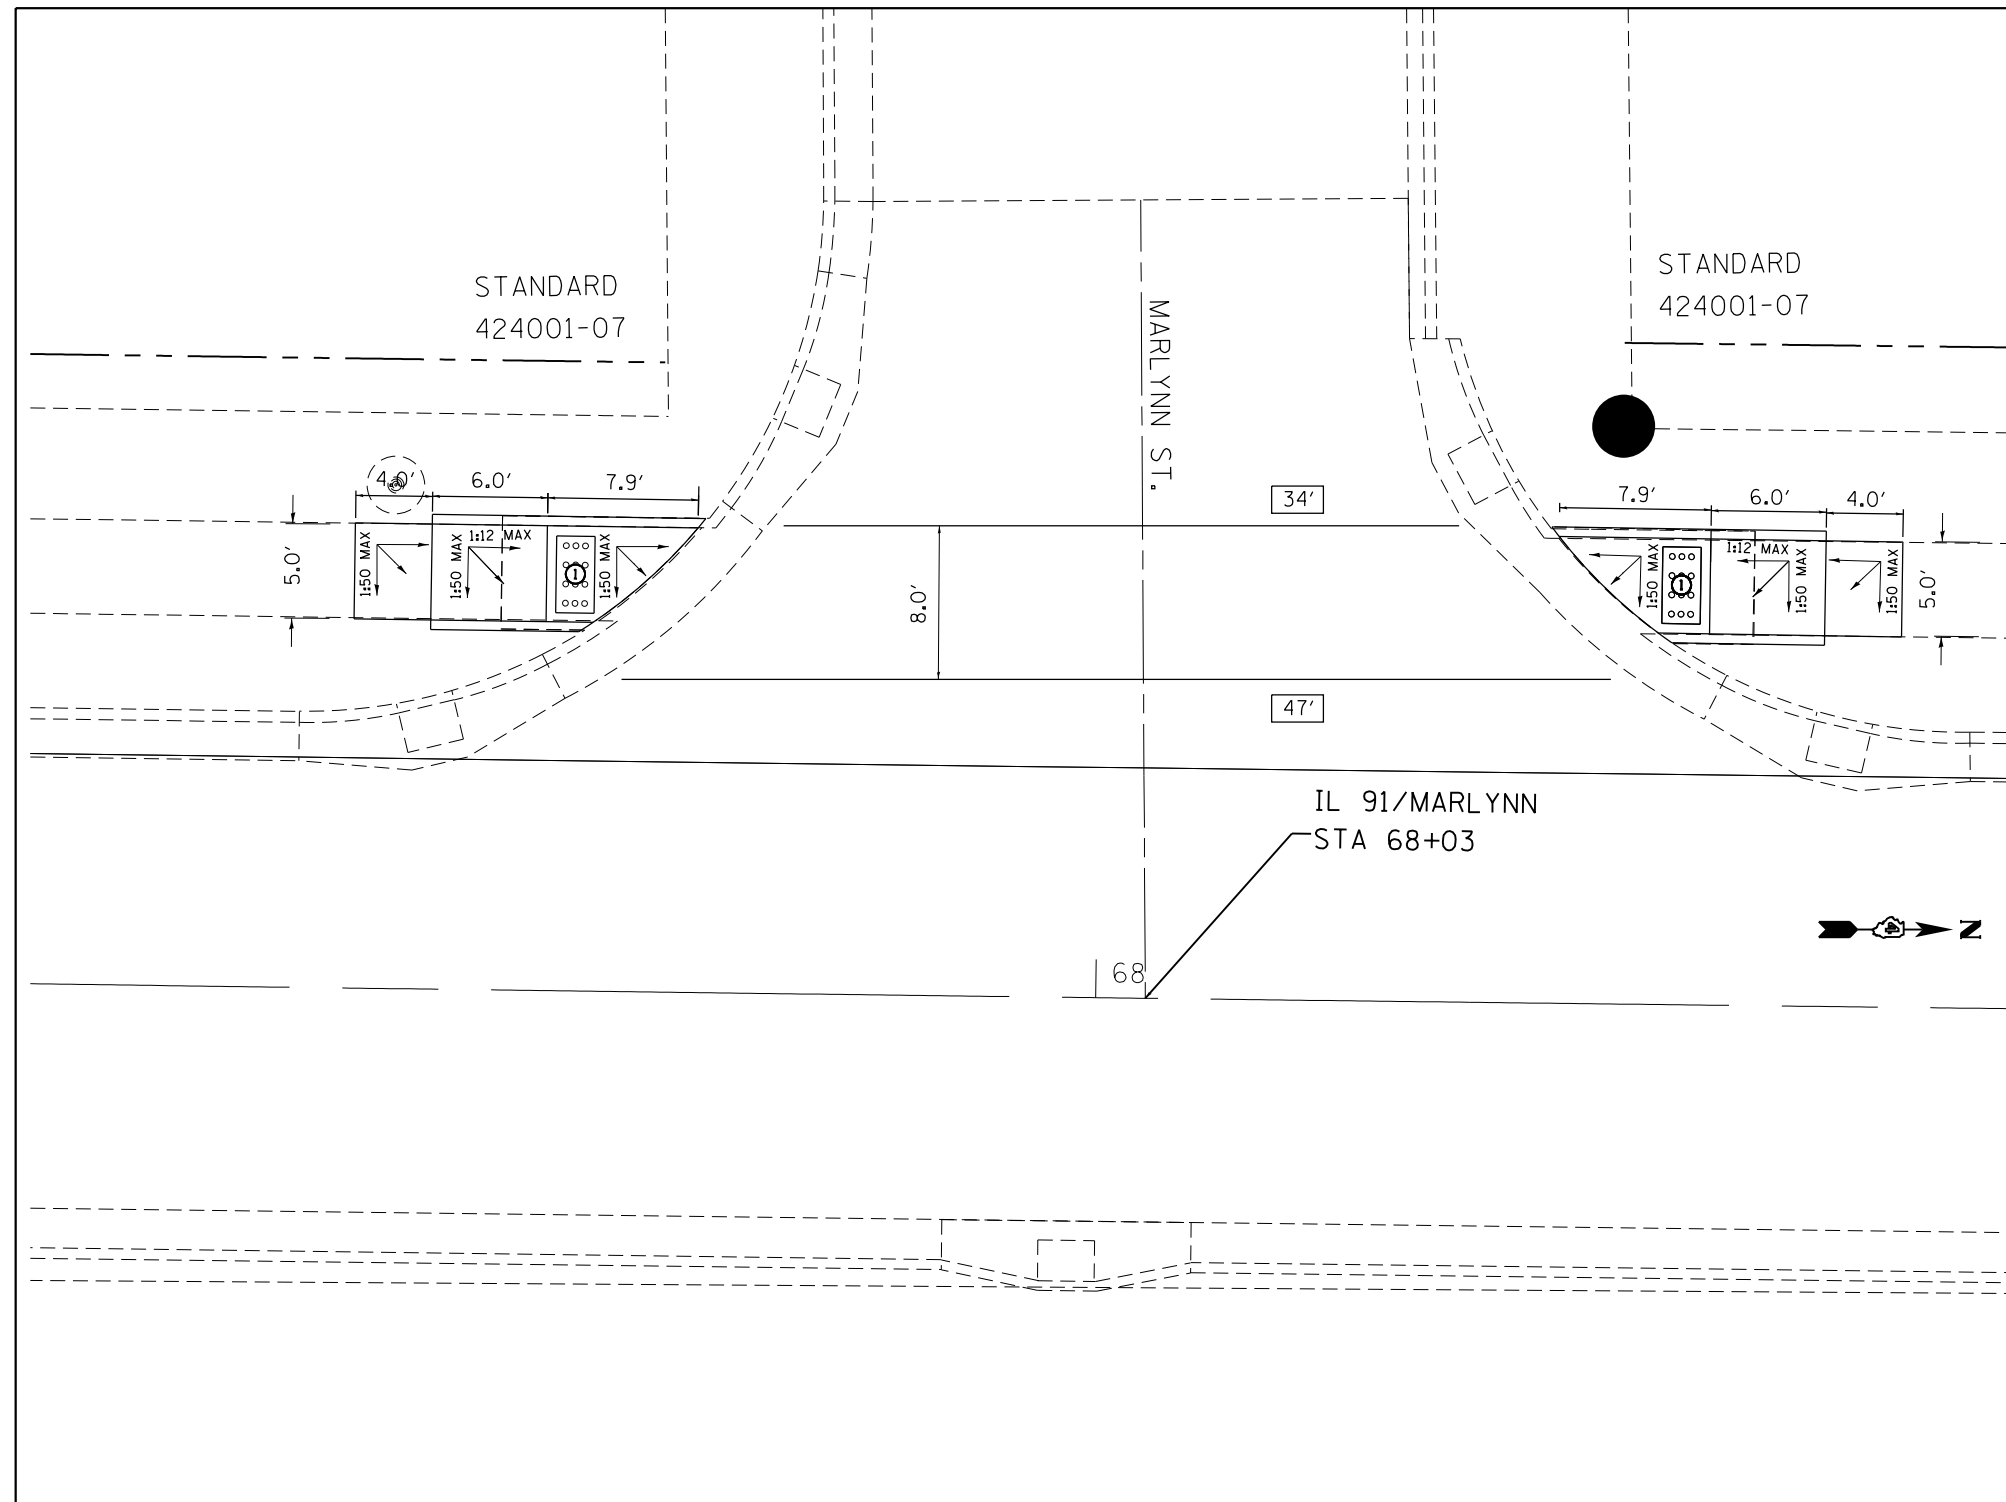 STANDARD
424001-07
STANDARD
424001-07
MARLYNN ST.
4.0'
6.0'
7.9'
34'
7.9'
6.0'
4.0'
5.0'
1:50 MAX
1:50 MAX
1:12 MAX
1
1:50 MAX
8.0'
1:50 MAX
1
1:12 MAX
1:50 MAX
1:50 MAX
5.0'
47'
IL 91/MARLYNN
STA 68+03
4
N
68